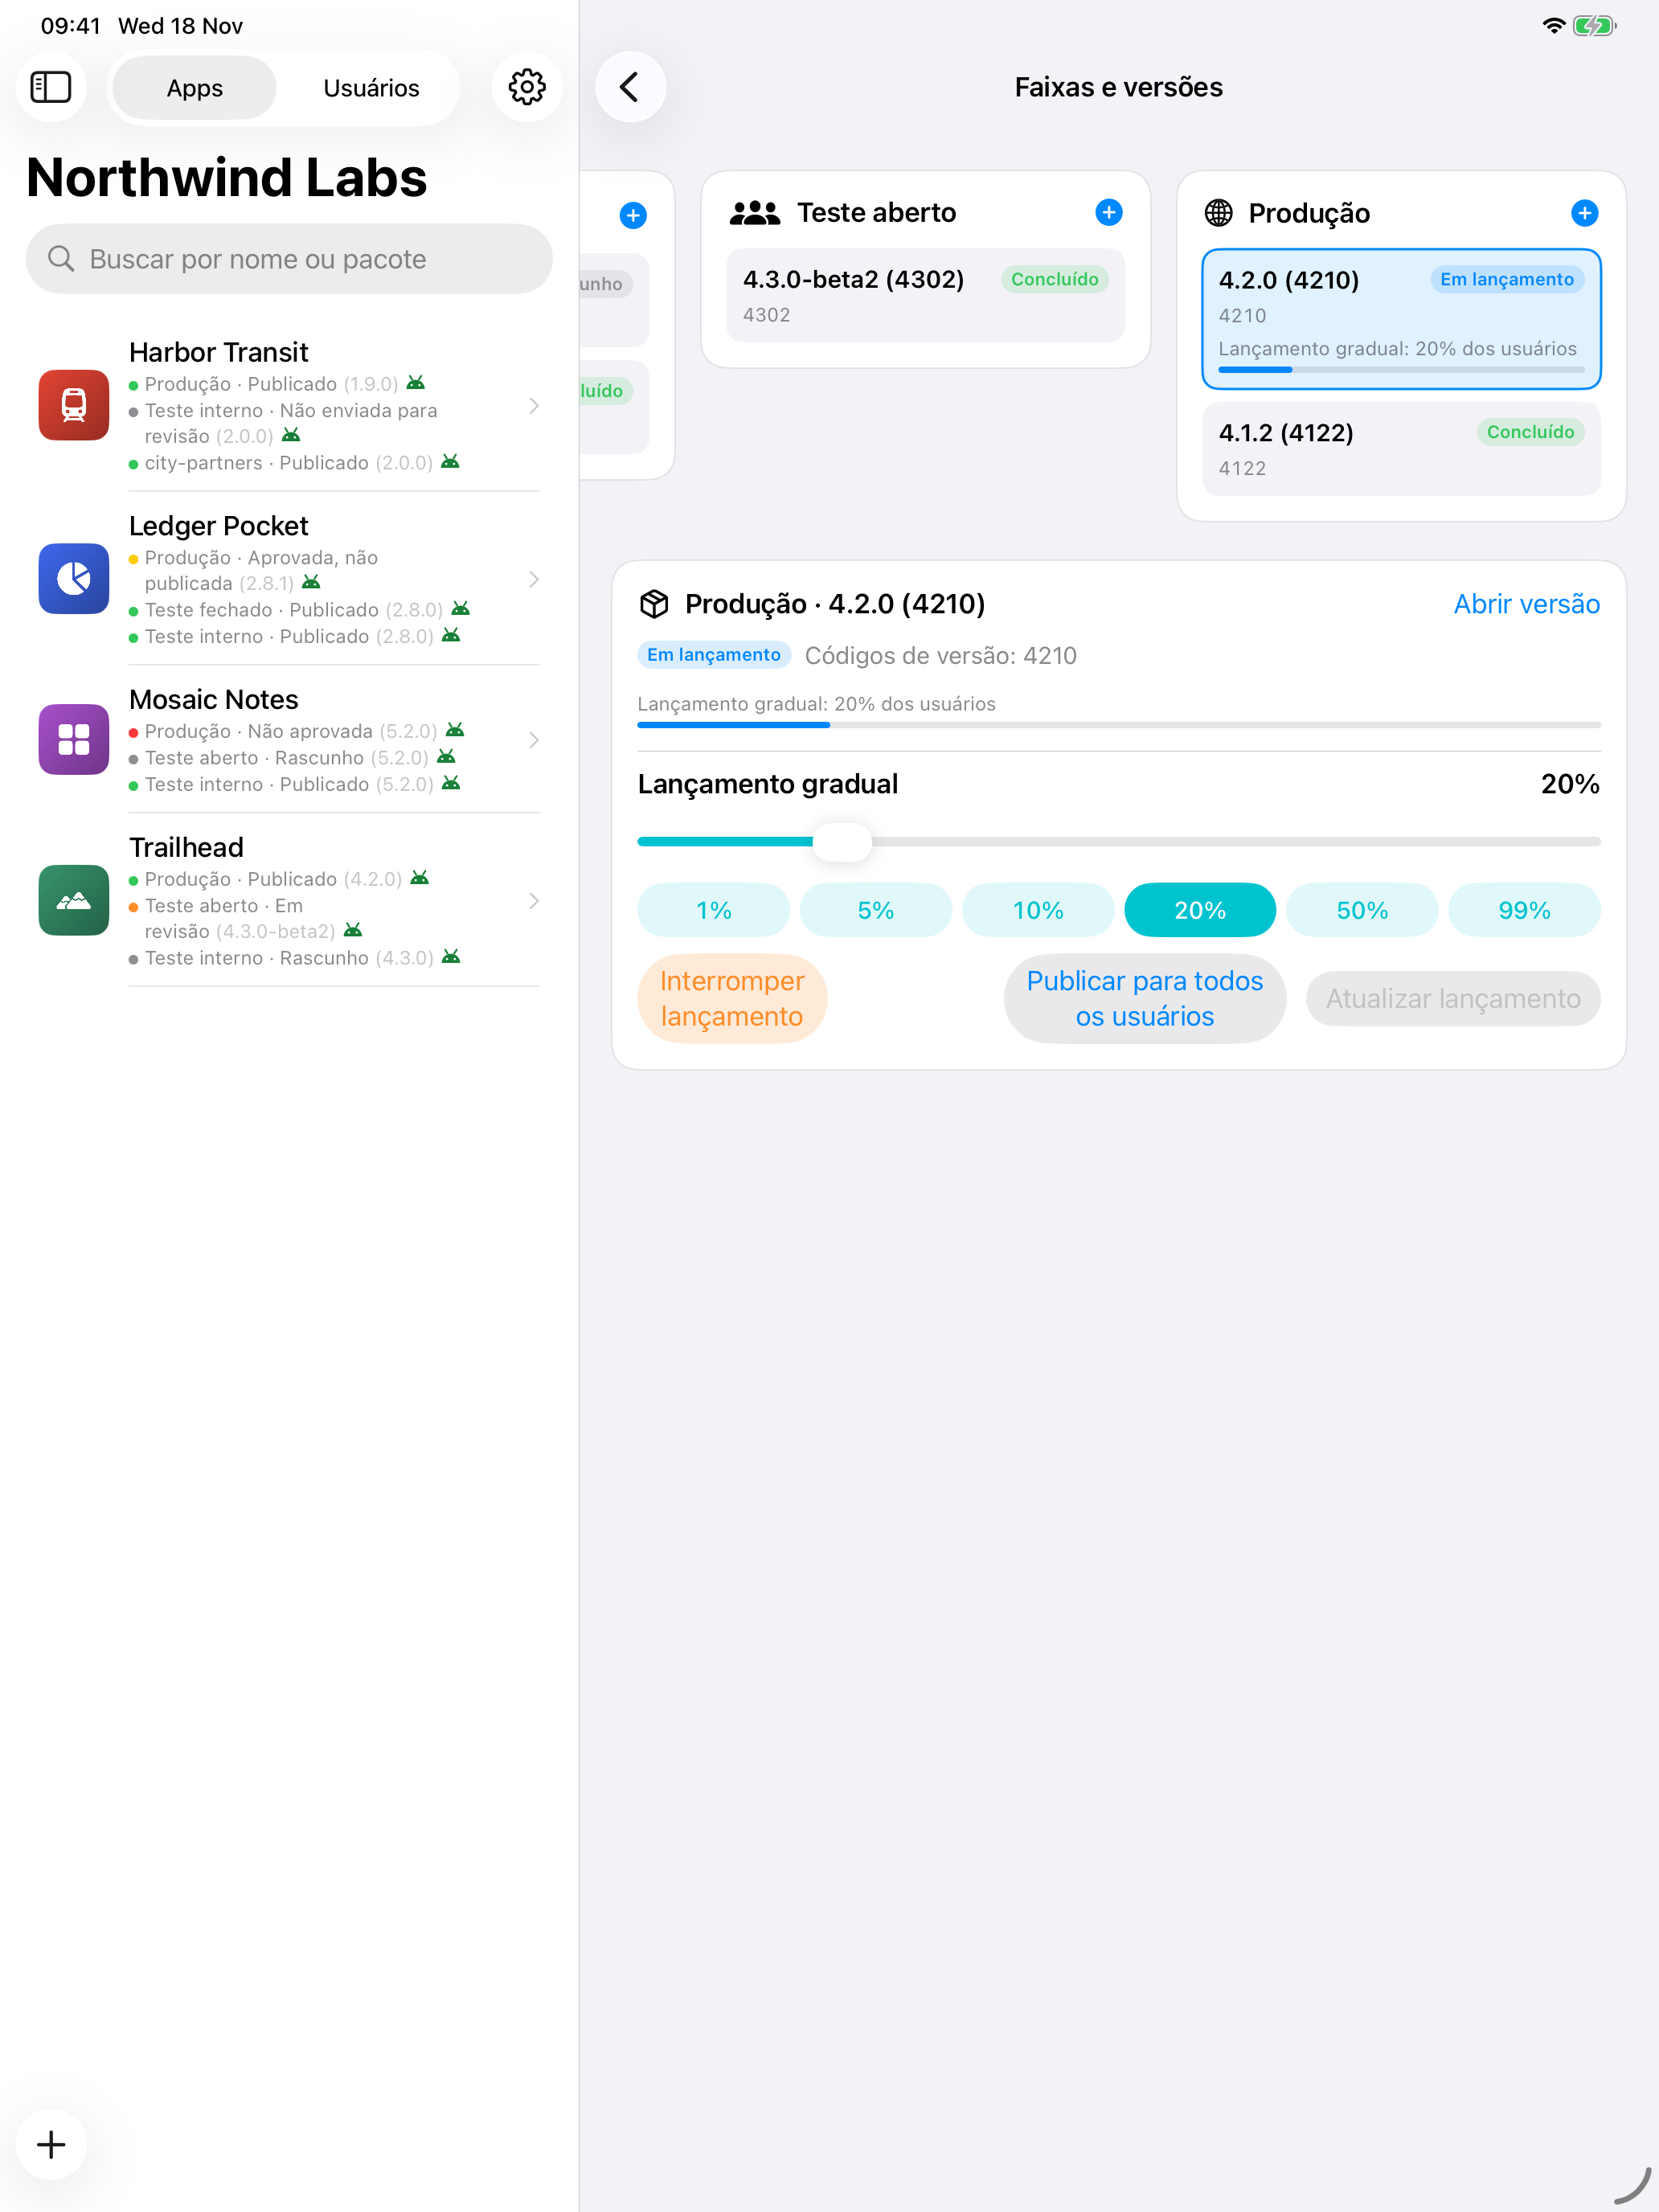 09:41 Wed 18 Nov
Apps
Usuários
Northwind Labs
Buscar por nome ou pacote
Harbor Transit
Produção · Publicado (1.9.0)
Teste interno · Não enviada para
revisão (2.0.0)
city-partners · Publicado (2.0.0)
Ledger Pocket
Produção · Aprovada, não
publicada (2.8.1)
Teste fechado · Publicado (2.8.0)
Teste interno · Publicado (2.8.0)
Mosaic Notes
Produção · Não aprovada (5.2.0)
Teste aberto · Rascunho (5.2.0)
Teste interno · Publicado (5.2.0)
Trailhead
Produção · Publicado (4.2.0)
Teste aberto · Em
revisão (4.3.0-beta2)
Teste interno · Rascunho (4.3.0)
Faixas e versões
unho
luído
Teste aberto
4.3.0-beta2 (4302) Concluído
4302
Produção
4.2.0 (4210) Em lançamento
4210
Lançamento gradual: 20% dos usuários
4.1.2 (4122) Concluído
4122
Produção · 4.2.0 (4210) Abrir versão
Em lançamento Códigos de versão: 4210
Lançamento gradual: 20% dos usuários
Lançamento gradual 20%
1% 5% 10% 20% 50% 99%
Interromper
lançamento
Publicar para todos
os usuários
Atualizar lançamento